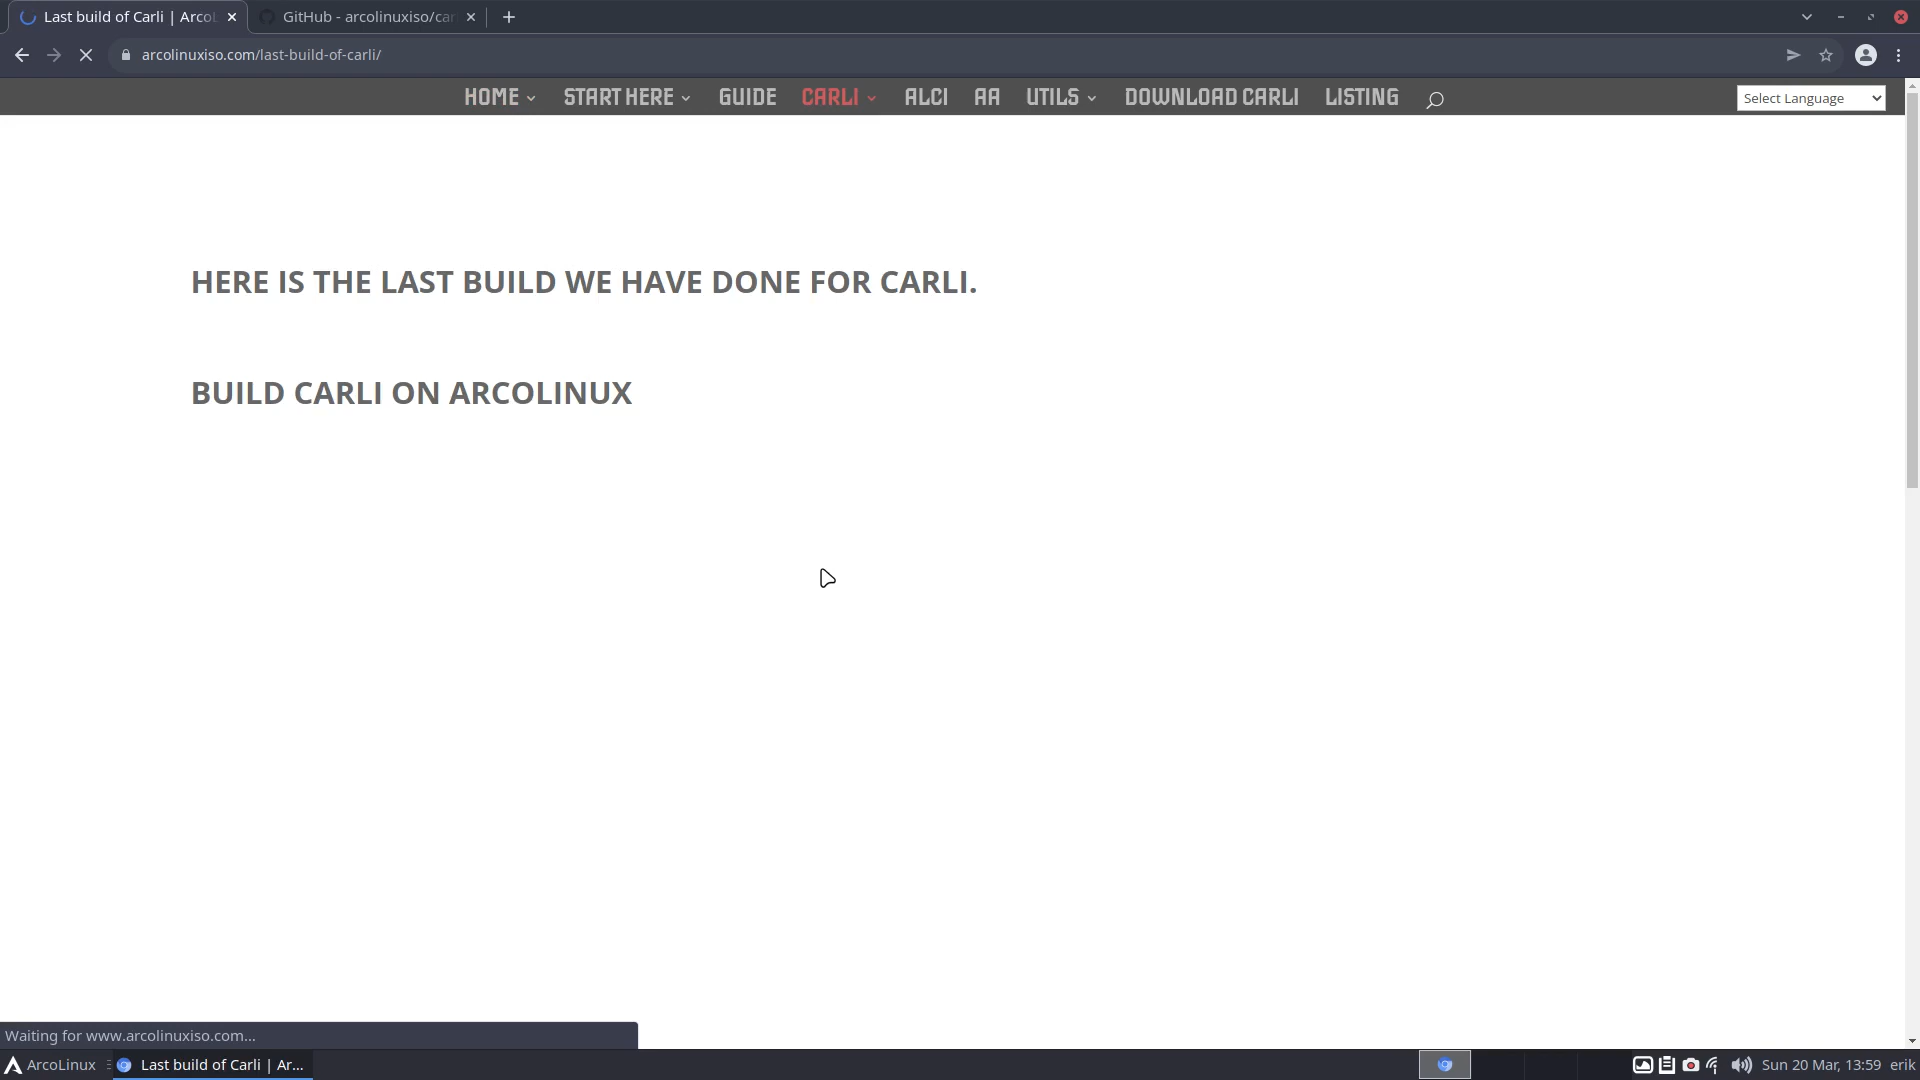 Last build of Carli | ArcoL
GitHub - arcolinuxiso/car
arcolinuxiso.com/last-build-of-carli/
HOME START HERE GUIDE CARLI ALCI AA UTILS DOWNLOAD CARLI LISTING
Select Language
HERE IS THE LAST BUILD WE HAVE DONE FOR CARLI.
BUILD CARLI ON ARCOLINUX
Waiting for www.arcolinuxiso.com...
ArcoLinux
Last build of Carli | Ar...
Sun 20 Mar, 13:59 erik